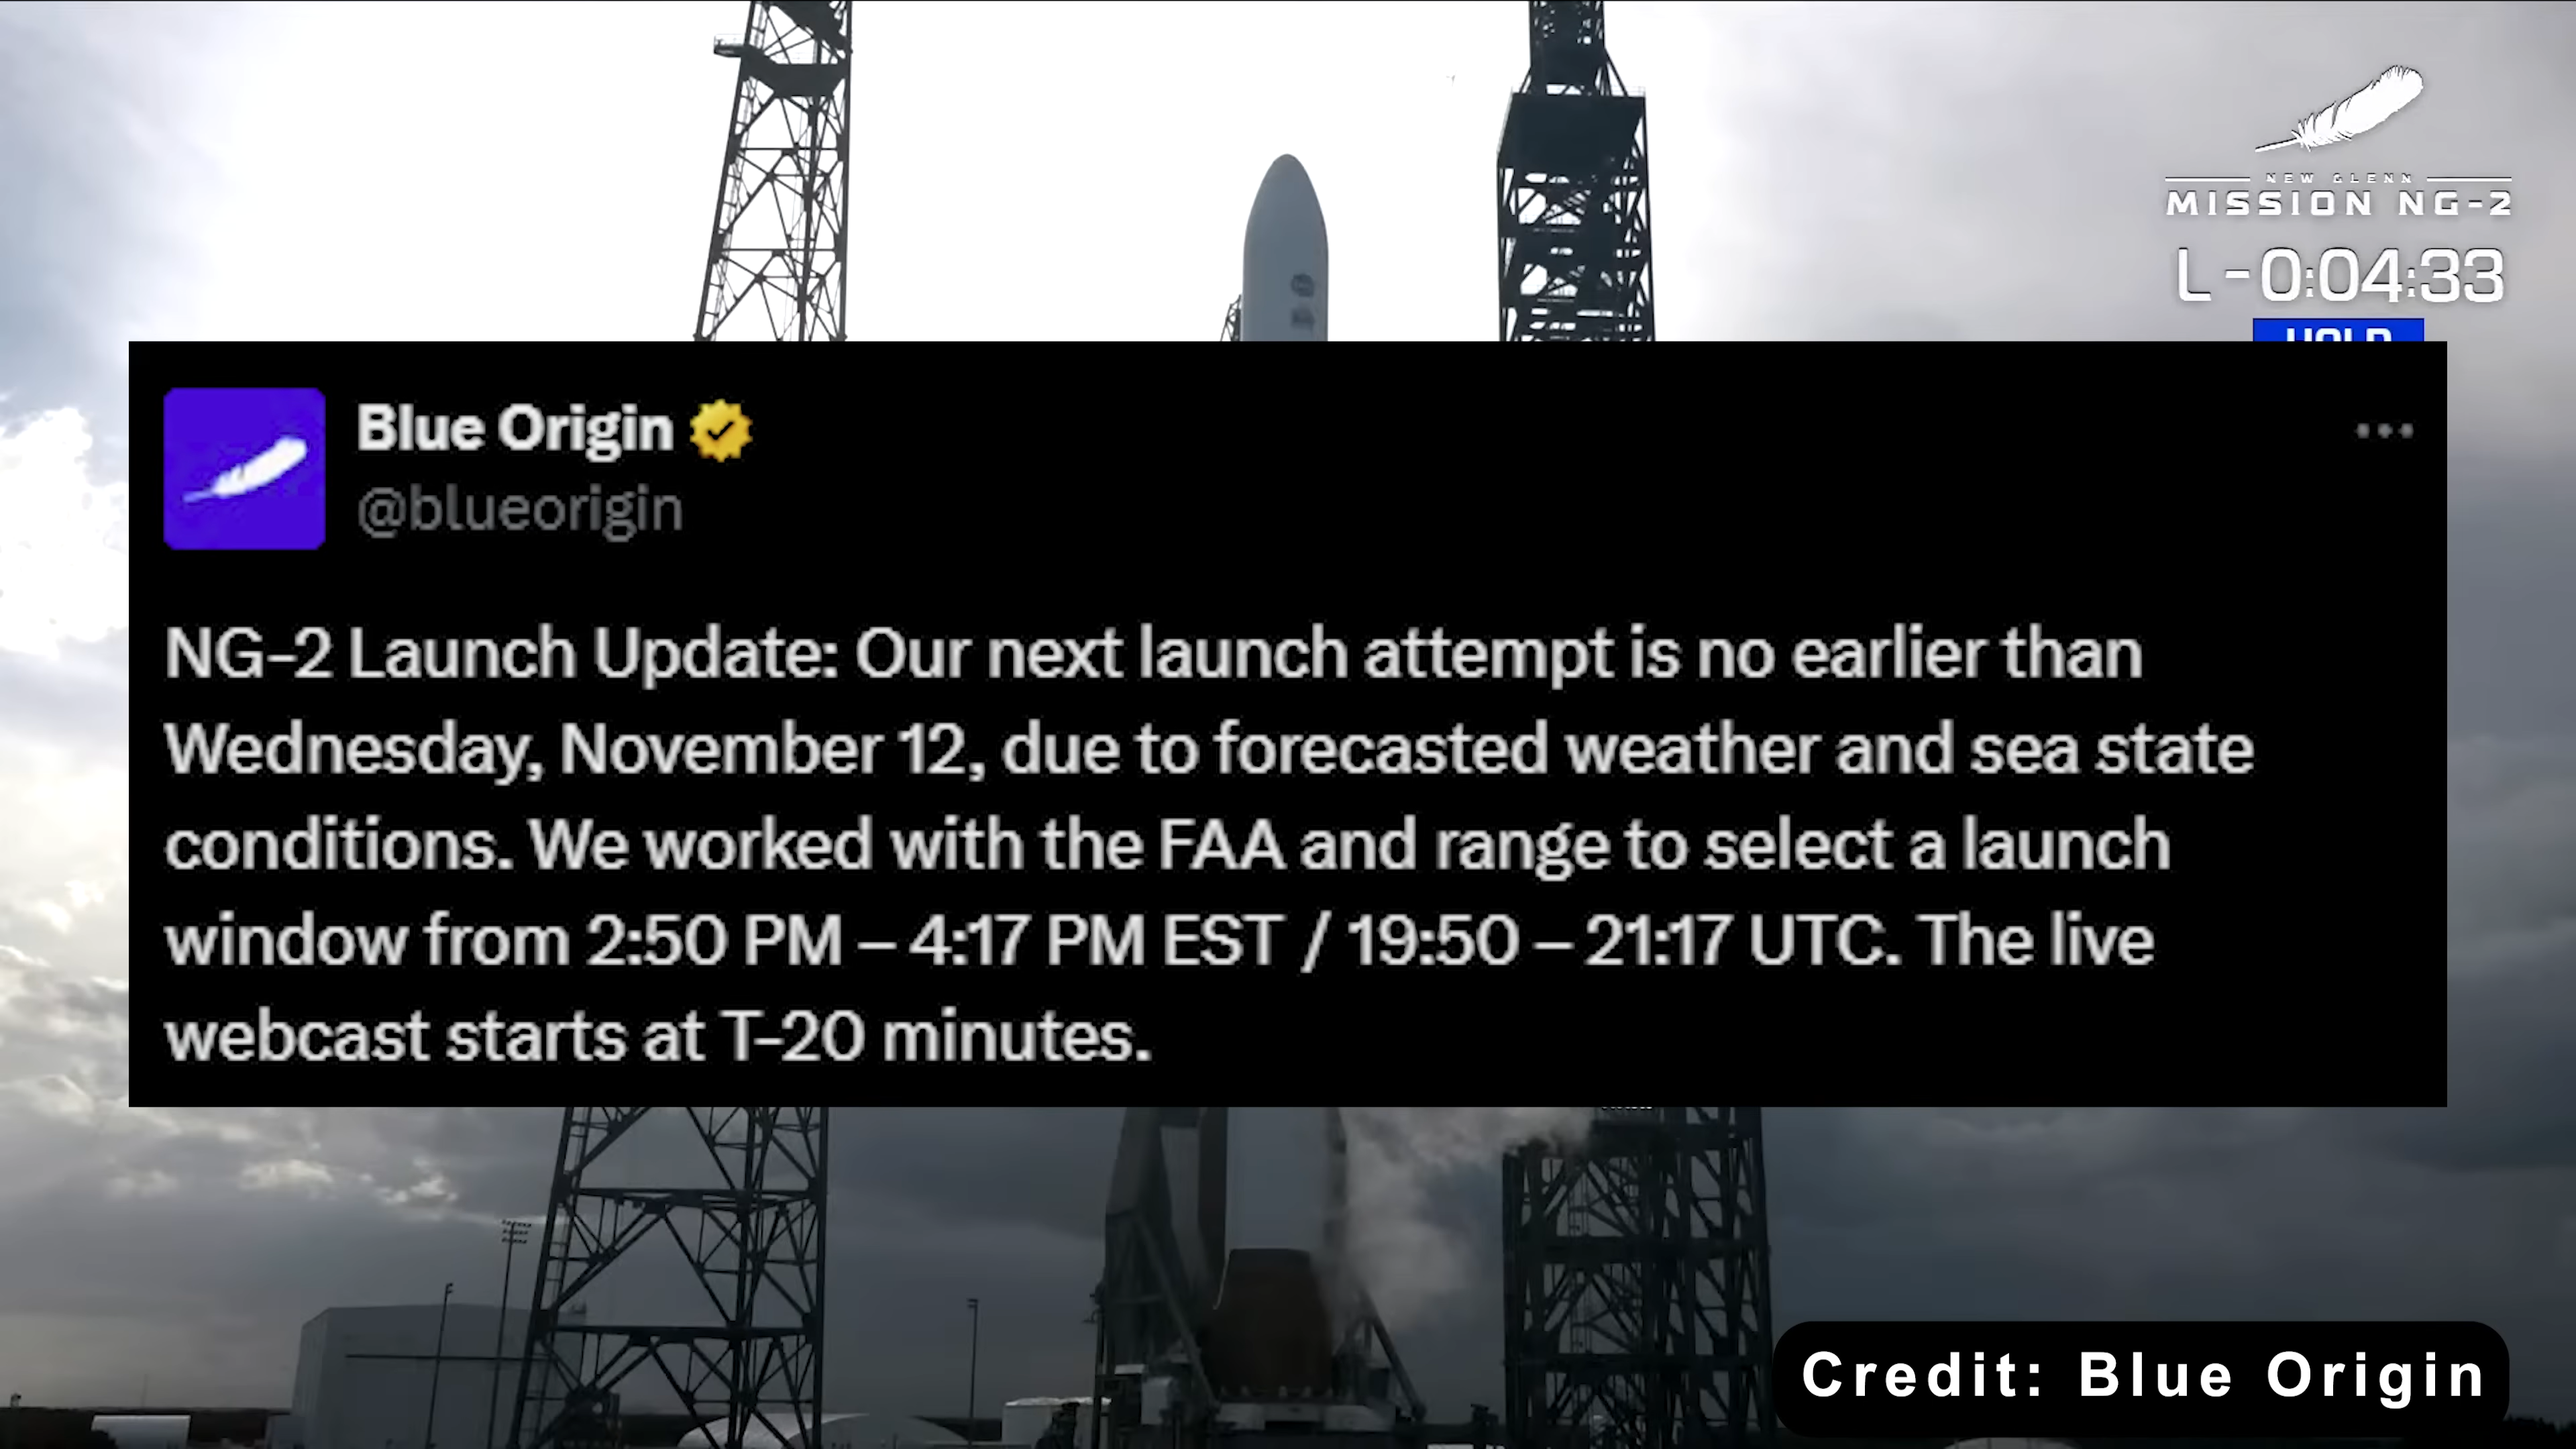 NEW GLENN
MISSION NG-2
L-0:04:33
HOLD
Blue Origin
@blueorigin
NG-2 Launch Update: Our next launch attempt is no earlier than
Wednesday, November 12, due to forecasted weather and sea state
conditions. We worked with the FAA and range to select a launch
window from 2:50 PM – 4:17 PM EST / 19:50 – 21:17 UTC. The live
webcast starts at T-20 minutes.
Credit: Blue Origin